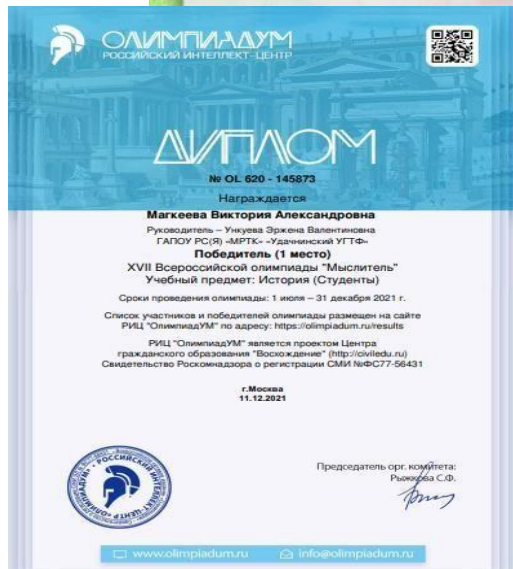 ОЛИМПИАДУМ
РОССИЙСКИЙ ИНТЕЛЛЕКТ-ЦЕНТР
ДИПЛОМ
№ OL 620 - 145873
Награждается
Магкеева Виктория Александровна
Руководитель – Ункуева Эржена Валентиновна
ГАПОУ РС(Я) «МРТК» «Удачнинский УГТФ»
Победитель (1 место)
XVII Всероссийской олимпиады "Мыслитель"
Учебный предмет: История (Студенты)
Сроки проведения олимпиады: 1 июля – 31 декабря 2021 г.
Список участников и победителей олимпиады размещен на сайте
РИЦ "ОлимпиадУМ" по адресу: https://olimpiadum.ru/results
РИЦ "ОлимпиадУМ" является проектом Центра
гражданского образования "Восхождение" (http://civiledu.ru)
Свидетельство Роскомнадзора о регистрации СМИ №ФС77-56431
г.Москва
11.12.2021
РОССИЙСКИЙ ИНТЕЛЛЕКТ-ЦЕНТР «ОЛИМПИАДУМ»
Председатель орг. комитета:
Рыжкова С.Ф.
www.olimpiadum.ru
info@olimpiadum.ru